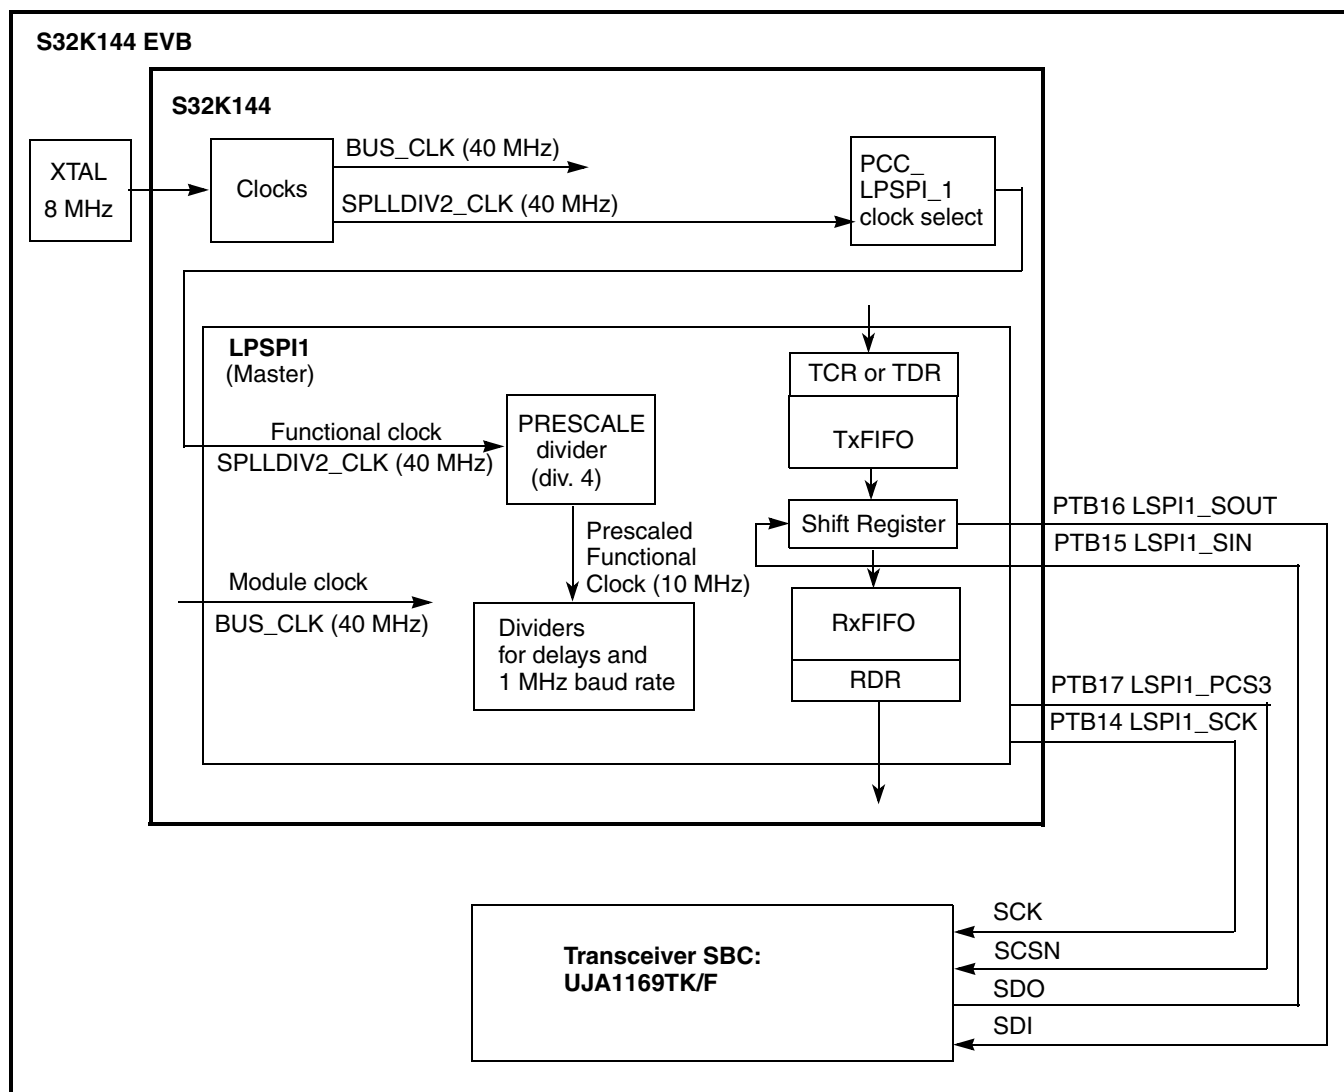 S32K144 EVB
S32K144
XTAL
8 MHz
Clocks
BUS_CLK (40 MHz)
SPLLDIV2_CLK (40 MHz)
PCC_
LPSPI_1
clock select
LPSPI1
(Master)
Functional clock
SPLLDIV2_CLK (40 MHz)
PRESCALE
divider
(div. 4)
Prescaled
Functional
Clock (10 MHz)
Module clock
BUS_CLK (40 MHz)
Dividers
for delays and
1 MHz baud rate
TCR or TDR
TxFIFO
Shift Register
RxFIFO
RDR
PTB16 LSPI1_SOUT
PTB15 LSPI1_SIN
PTB17 LSPI1_PCS3
PTB14 LSPI1_SCK
Transceiver SBC:
UJA1169TK/F
SCK
SCSN
SDO
SDI